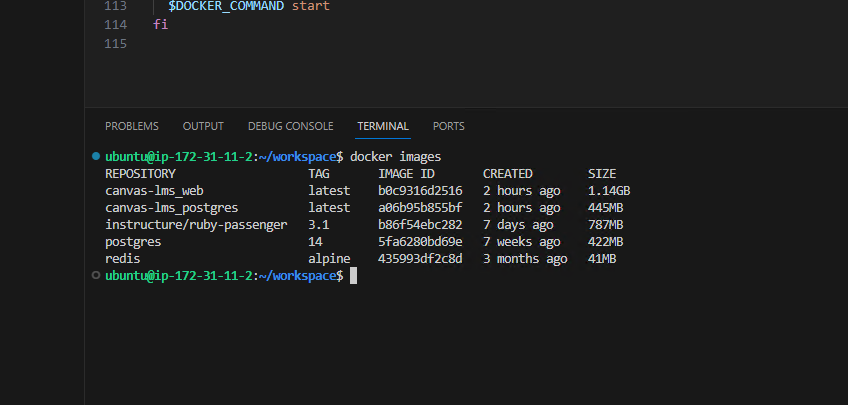 113 $DOCKER_COMMAND start
114 fi
115
PROBLEMS OUTPUT DEBUG CONSOLE TERMINAL PORTS
ubuntu@ip-172-31-11-2:~/workspace$ docker images
REPOSITORY TAG IMAGE ID CREATED SIZE
canvas-lms_web latest b0c9316d2516 2 hours ago 1.14GB
canvas-lms_postgres latest a06b95b855bf 2 hours ago 445MB
instructure/ruby-passenger 3.1 b86f54ebc282 7 days ago 787MB
postgres 14 5fa6280bd69e 7 weeks ago 422MB
redis alpine 435993df2c8d 3 months ago 41MB
ubuntu@ip-172-31-11-2:~/workspace$